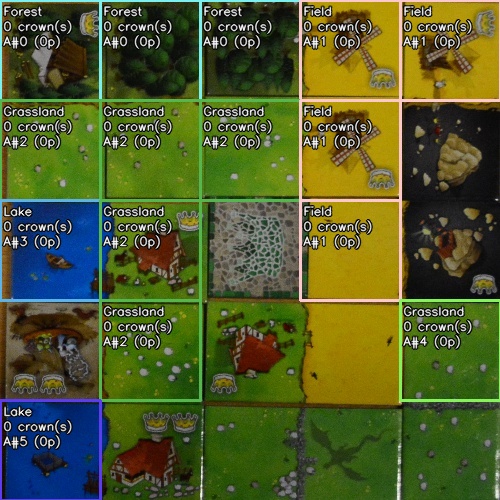 Forest
0 crown(s)
A#0 (0p)
Forest
0 crown(s)
A#0 (0p)
Forest
0 crown(s)
A#0 (0p)
Field
0 crown(s)
A#1 (0p)
Field
0 crown(s)
A#1 (0p)
Grassland
0 crown(s)
A#2 (0p)
Grassland
0 crown(s)
A#2 (0p)
Grassland
0 crown(s)
A#2 (0p)
Field
0 crown(s)
A#1 (0p)
Lake
0 crown(s)
A#3 (0p)
Grassland
0 crown(s)
A#2 (0p)
Field
0 crown(s)
A#1 (0p)
Grassland
0 crown(s)
A#2 (0p)
Grassland
0 crown(s)
A#4 (0p)
Lake
0 crown(s)
A#5 (0p)